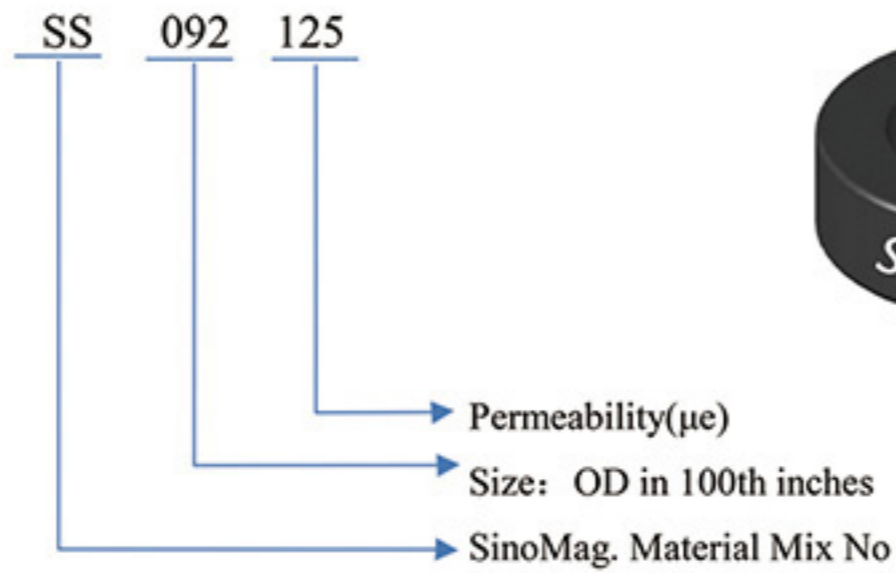 SS 092 125
S
Permeability(μe)
Size： OD in 100th inches
SinoMag. Material Mix No